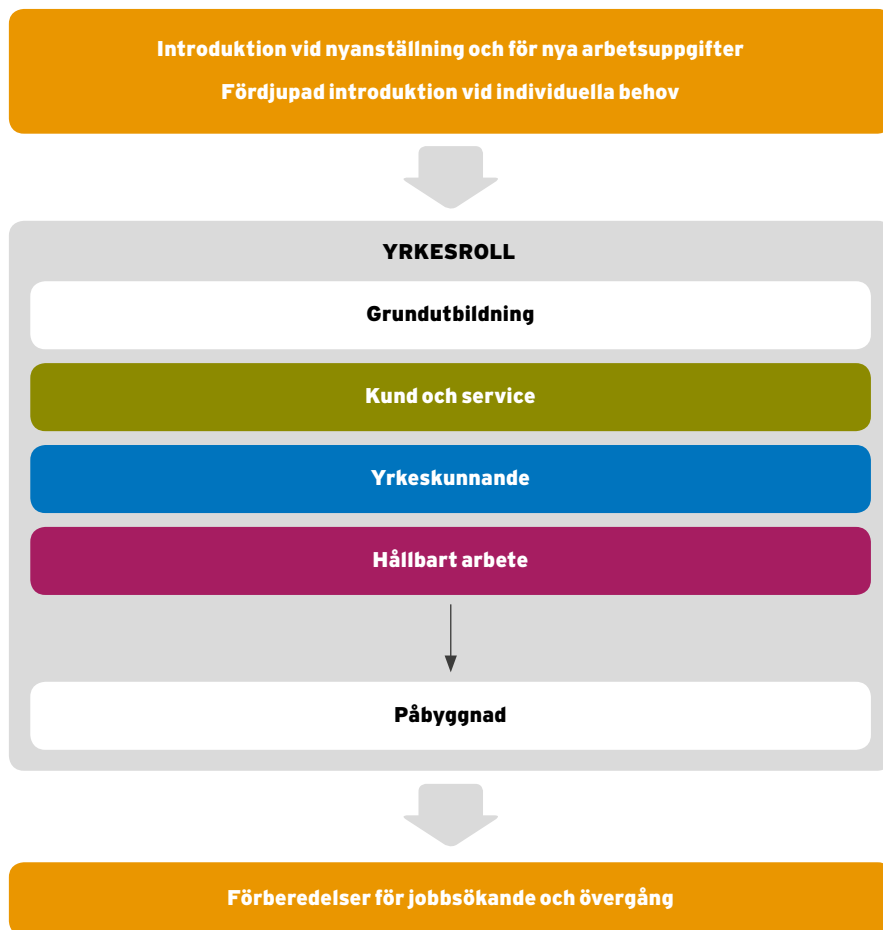 Introduktion vid nyanställning och för nya arbetsuppgifter
Fördjupad introduktion vid individuella behov
YRKESROLL
Grundutbildning
Kund och service
Yrkeskunnande
Hållbart arbete
Påbyggnad
Förberedelser för jobbsökande och övergång